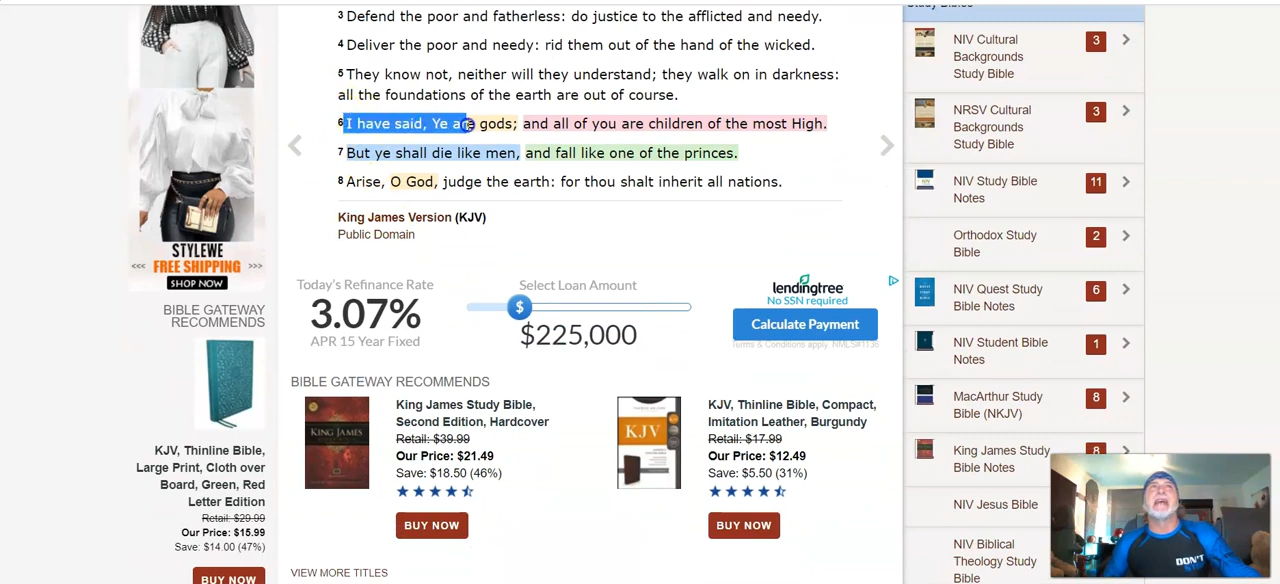 3 Defend the poor and fatherless: do justice to the afflicted and needy.
4 Deliver the poor and needy: rid them out of the hand of the wicked.
5 They know not, neither will they understand; they walk on in darkness:
all the foundations of the earth are out of course.
6 I have said, Ye are gods; and all of you are children of the most High.
7 But ye shall die like men, and fall like one of the princes.
8 Arise, O God, judge the earth: for thou shalt inherit all nations.
King James Version (KJV)
Public Domain
STYLEWE
<<< FREE SHIPPING >>>
SHOP NOW
BIBLE GATEWAY
RECOMMENDS
KJV, Thinline Bible,
Large Print, Cloth over
Board, Green, Red
Letter Edition
Retail: $29.99
Our Price: $15.99
Save: $14.00 (47%)
BUY NOW
Today's Refinance Rate
3.07%
APR 15 Year Fixed
Select Loan Amount
$
$225,000
lendingtree
No SSN required
Calculate Payment
Terms & Conditions apply. NMLS#1136
BIBLE GATEWAY RECOMMENDS
KING JAMES
King James Study Bible,
Second Edition, Hardcover
Retail: $39.99
Our Price: $21.49
Save: $18.50 (46%)
BUY NOW
KJV
KJV, Thinline Bible, Compact,
Imitation Leather, Burgundy
Retail: $17.99
Our Price: $12.49
Save: $5.50 (31%)
BUY NOW
VIEW MORE TITLES
Study Bibles
NIV Cultural
Backgrounds
Study Bible
3
NRSV Cultural
Backgrounds
Study Bible
3
NIV Study Bible
Notes
11
Orthodox Study
Bible
2
NIV Quest Study
Bible Notes
6
NIV Student Bible
Notes
1
MacArthur Study
Bible (NKJV)
8
King James Study
Bible Notes
8
NIV Jesus Bible
NIV Biblical
Theology Study
Bible
DON'T